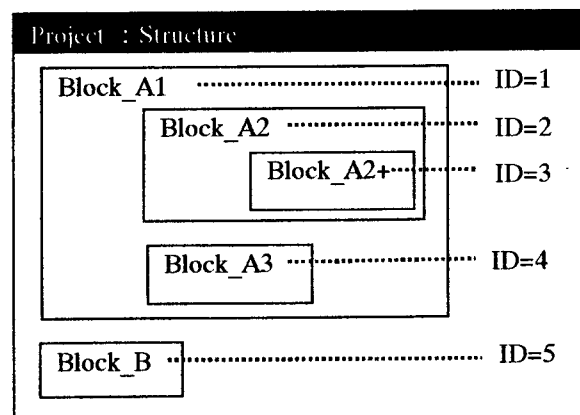 Project : Structure
Block_A1 ID=1
Block_A2 ID=2
Block_A2+ ID=3
Block_A3 ID=4
Block_B ID=5